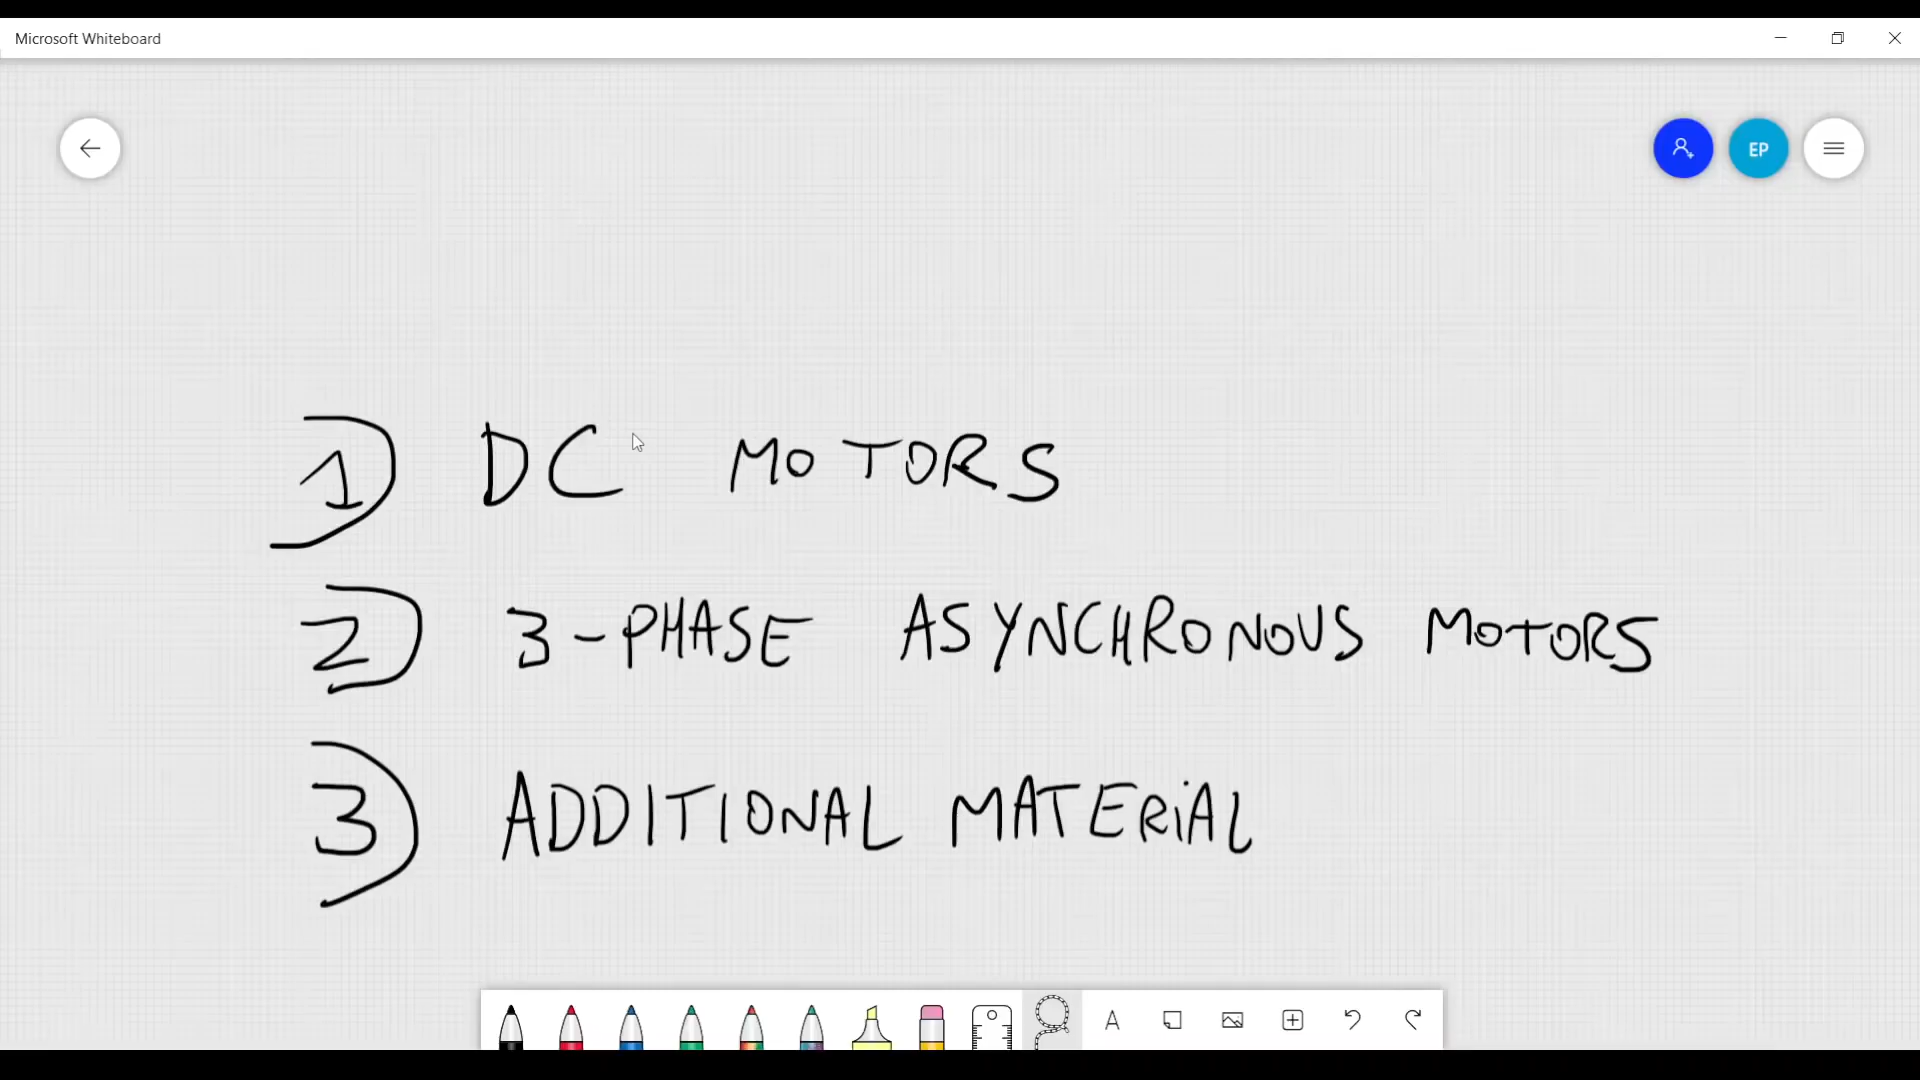 Microsoft Whiteboard
EP
1) DC MOTORS
2) 3-PHASE ASYNCHRONOUS MOTORS
3) ADDITIONAL MATERIAL
A